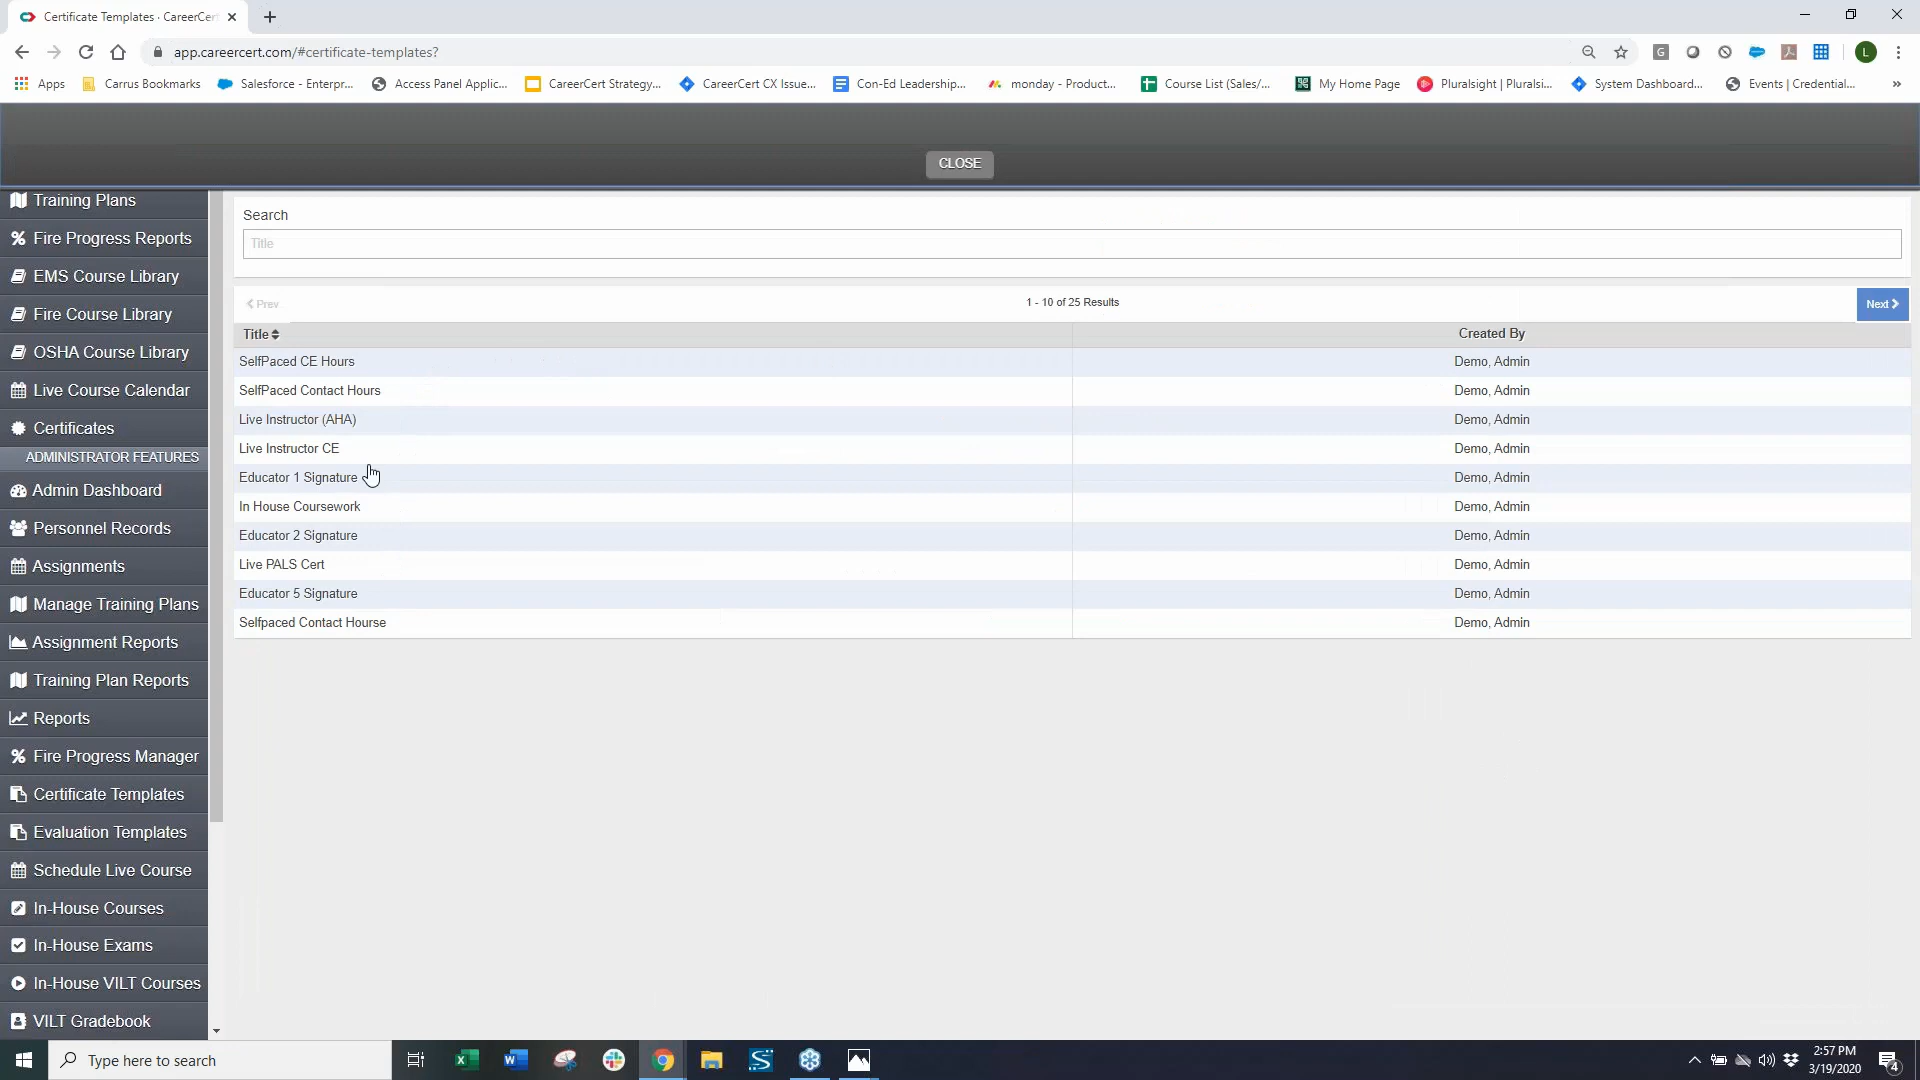 Certificate Templates · CareerCer
app.careercert.com/#certificate-templates?
Apps
Carrus Bookmarks
Salesforce - Enterpr...
Access Panel Applic...
CareerCert Strategy...
CareerCert CX Issue...
Con-Ed Leadership...
monday - Product...
Course List (Sales/...
My Home Page
Pluralsight | Pluralsi...
System Dashboard...
Events | Credential...
»
G
L
CLOSE
Training Plans
Fire Progress Reports
EMS Course Library
Fire Course Library
OSHA Course Library
Live Course Calendar
Certificates
ADMINISTRATOR FEATURES
Admin Dashboard
Personnel Records
Assignments
Manage Training Plans
Assignment Reports
Training Plan Reports
Reports
Fire Progress Manager
Certificate Templates
Evaluation Templates
Schedule Live Course
In-House Courses
In-House Exams
In-House VILT Courses
VILT Gradebook
Search
Title
Prev
1 - 10 of 25 Results
Next
Title
Created By
SelfPaced CE Hours
Demo, Admin
SelfPaced Contact Hours
Demo, Admin
Live Instructor (AHA)
Demo, Admin
Live Instructor CE
Demo, Admin
Educator 1 Signature
Demo, Admin
In House Coursework
Demo, Admin
Educator 2 Signature
Demo, Admin
Live PALS Cert
Demo, Admin
Educator 5 Signature
Demo, Admin
Selfpaced Contact Hourse
Demo, Admin
Type here to search
2:57 PM
3/19/2020
4